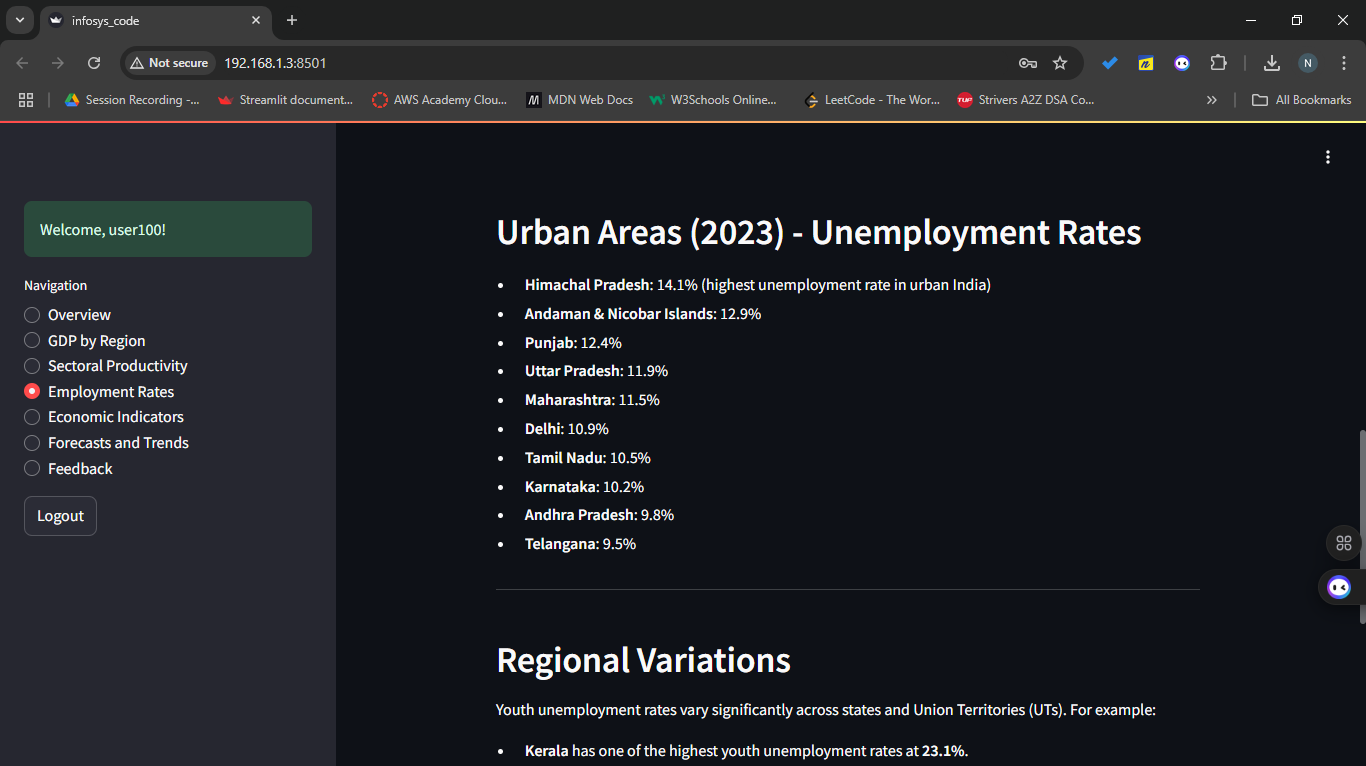 infosys_code
Not secure
192.168.1.3:8501
N
Session Recording -...
Streamlit document...
AWS Academy Clou...
MDN Web Docs
W3Schools Online...
LeetCode - The Wor...
TUF
Strivers A2Z DSA Co...
All Bookmarks
Welcome, user100!
Navigation
Overview
GDP by Region
Sectoral Productivity
Employment Rates
Economic Indicators
Forecasts and Trends
Feedback
Logout
Urban Areas (2023) - Unemployment Rates
• Himachal Pradesh: 14.1% (highest unemployment rate in urban India)
• Andaman & Nicobar Islands: 12.9%
• Punjab: 12.4%
• Uttar Pradesh: 11.9%
• Maharashtra: 11.5%
• Delhi: 10.9%
• Tamil Nadu: 10.5%
• Karnataka: 10.2%
• Andhra Pradesh: 9.8%
• Telangana: 9.5%
Regional Variations
Youth unemployment rates vary significantly across states and Union Territories (UTs). For example:
• Kerala has one of the highest youth unemployment rates at 23.1%.